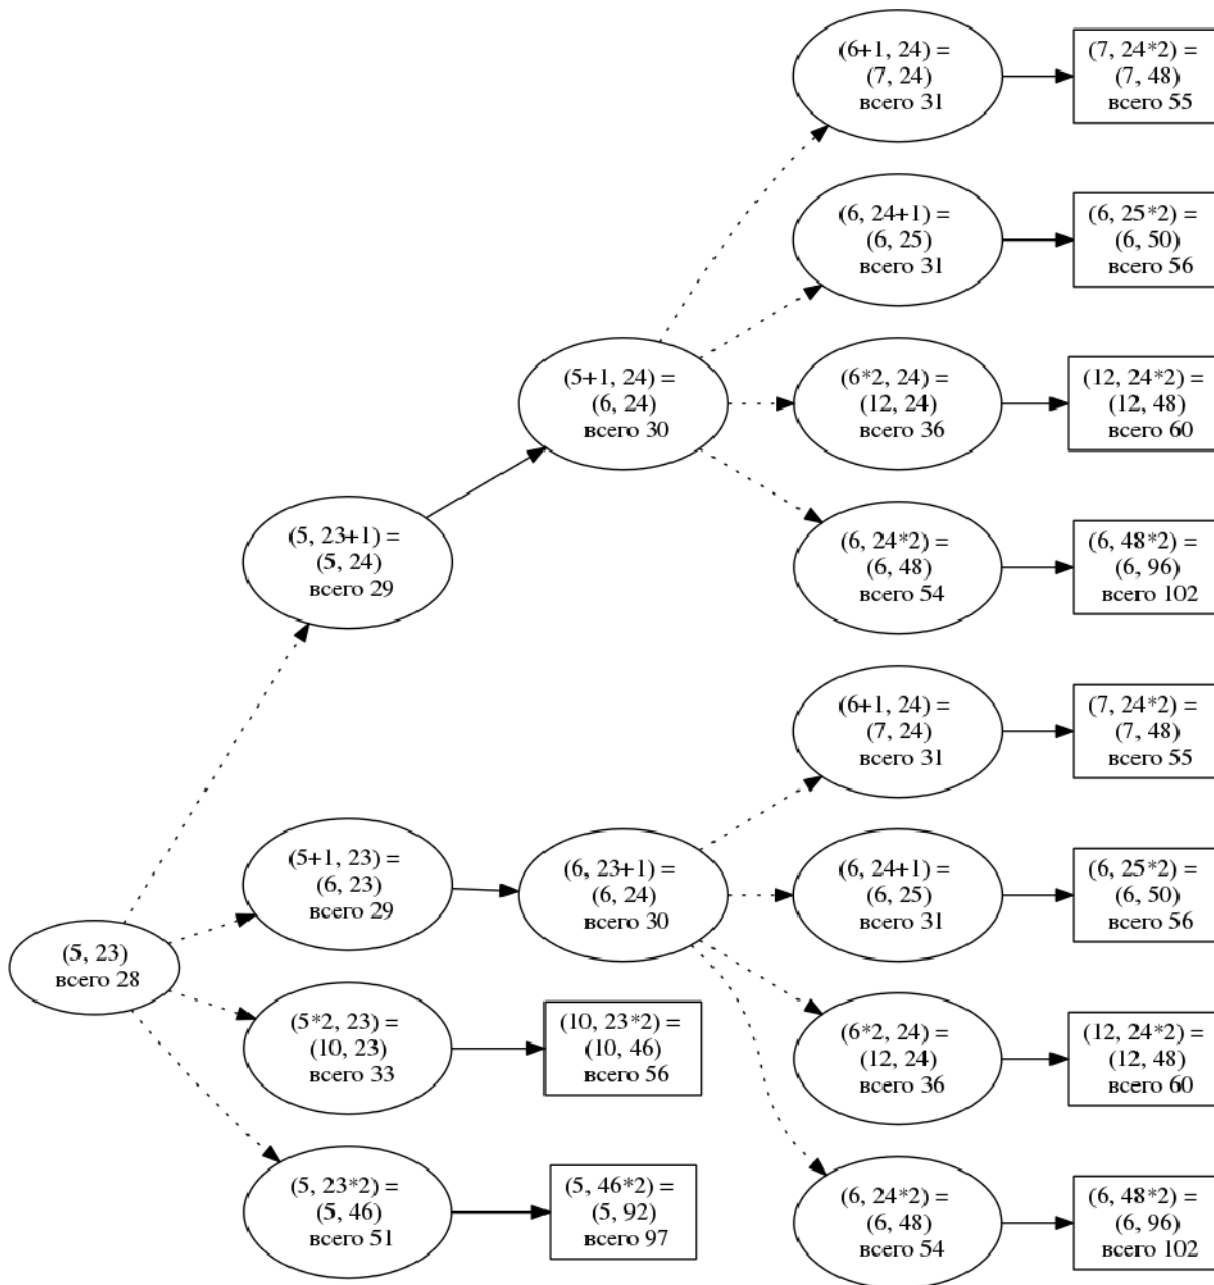 (6+1, 24) =
(7, 24)
всего 31
(7, 24*2) =
(7, 48)
всего 55
(6, 24+1) =
(6, 25)
всего 31
(6, 25*2) =
(6, 50)
всего 56
(5+1, 24) =
(6, 24)
всего 30
(6*2, 24) =
(12, 24)
всего 36
(12, 24*2) =
(12, 48)
всего 60
(5, 23+1) =
(5, 24)
всего 29
(6, 24*2) =
(6, 48)
всего 54
(6, 48*2) =
(6, 96)
всего 102
(6+1, 24) =
(7, 24)
всего 31
(7, 24*2) =
(7, 48)
всего 55
(5+1, 23) =
(6, 23)
всего 29
(6, 23+1) =
(6, 24)
всего 30
(6, 24+1) =
(6, 25)
всего 31
(6, 25*2) =
(6, 50)
всего 56
(5, 23)
всего 28
(5*2, 23) =
(10, 23)
всего 33
(10, 23*2) =
(10, 46)
всего 56
(6*2, 24) =
(12, 24)
всего 36
(12, 24*2) =
(12, 48)
всего 60
(5, 23*2) =
(5, 46)
всего 51
(5, 46*2) =
(5, 92)
всего 97
(6, 24*2) =
(6, 48)
всего 54
(6, 48*2) =
(6, 96)
всего 102